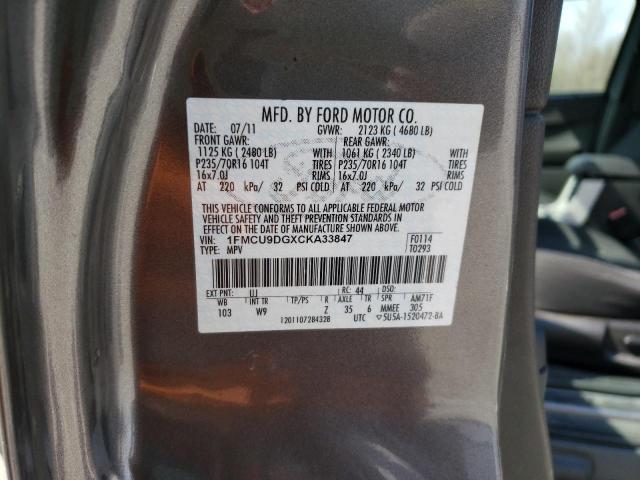 MFD. BY FORD MOTOR CO.
DATE: 07/11 GVWR: 2123 KG ( 4680 LB)
FRONT GAWR: REAR GAWR:
1125 KG ( 2480 LB) WITH 1061 KG ( 2340 LB) WITH
P235/70R16 104T TIRES P235/70R16 104T TIRES
16x7.0J RIMS 16x7.0J RIMS
AT 220 kPa/ 32 PSI COLD AT 220 kPa/ 32 PSI COLD
THIS VEHICLE CONFORMS TO ALL APPLICABLE FEDERAL MOTOR
VEHICLE SAFETY AND THEFT PREVENTION STANDARDS IN
EFFECT ON THE DATE OF MANUFACTURE SHOWN ABOVE.
VIN: 1FMCU9DGXCKA33847 F0114
TYPE: MPV T0293
EXT PNT: UJ RC: 44 DSO:
WB INT TR TP/PS R AXLE TR SPR AM71F
103 W9 Z 35 6 MMEE 305
1201107284328 UTC 5U5A-1520472-BA